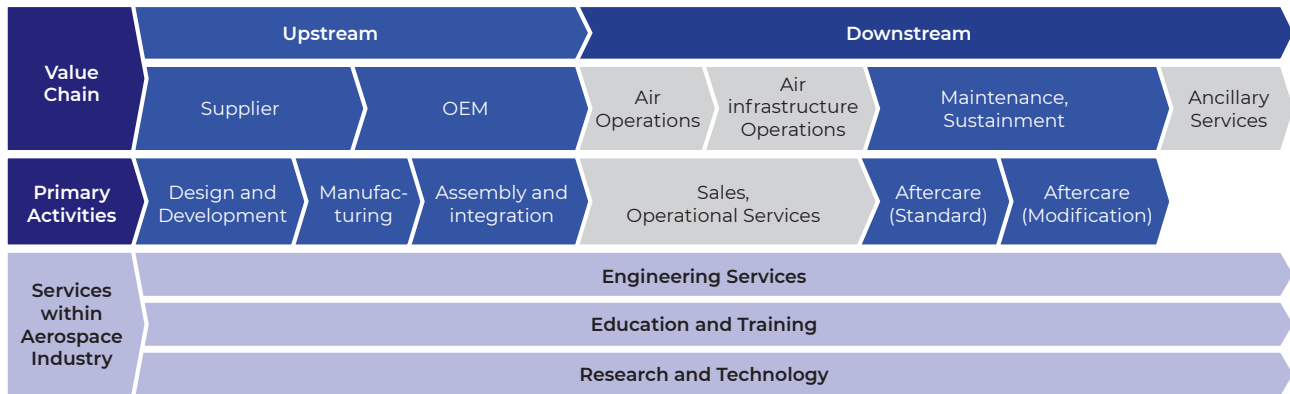 Value
Chain
Upstream
Downstream
Supplier
OEM
Air
Operations
Air
infrastructure
Operations
Maintenance,
Sustainment
Ancillary
Services
Primary
Activities
Design and
Development
Manufac-
turing
Assembly and
integration
Sales,
Operational Services
Aftercare
(Standard)
Aftercare
(Modification)
Services
within
Aerospace
Industry
Engineering Services
Education and Training
Research and Technology